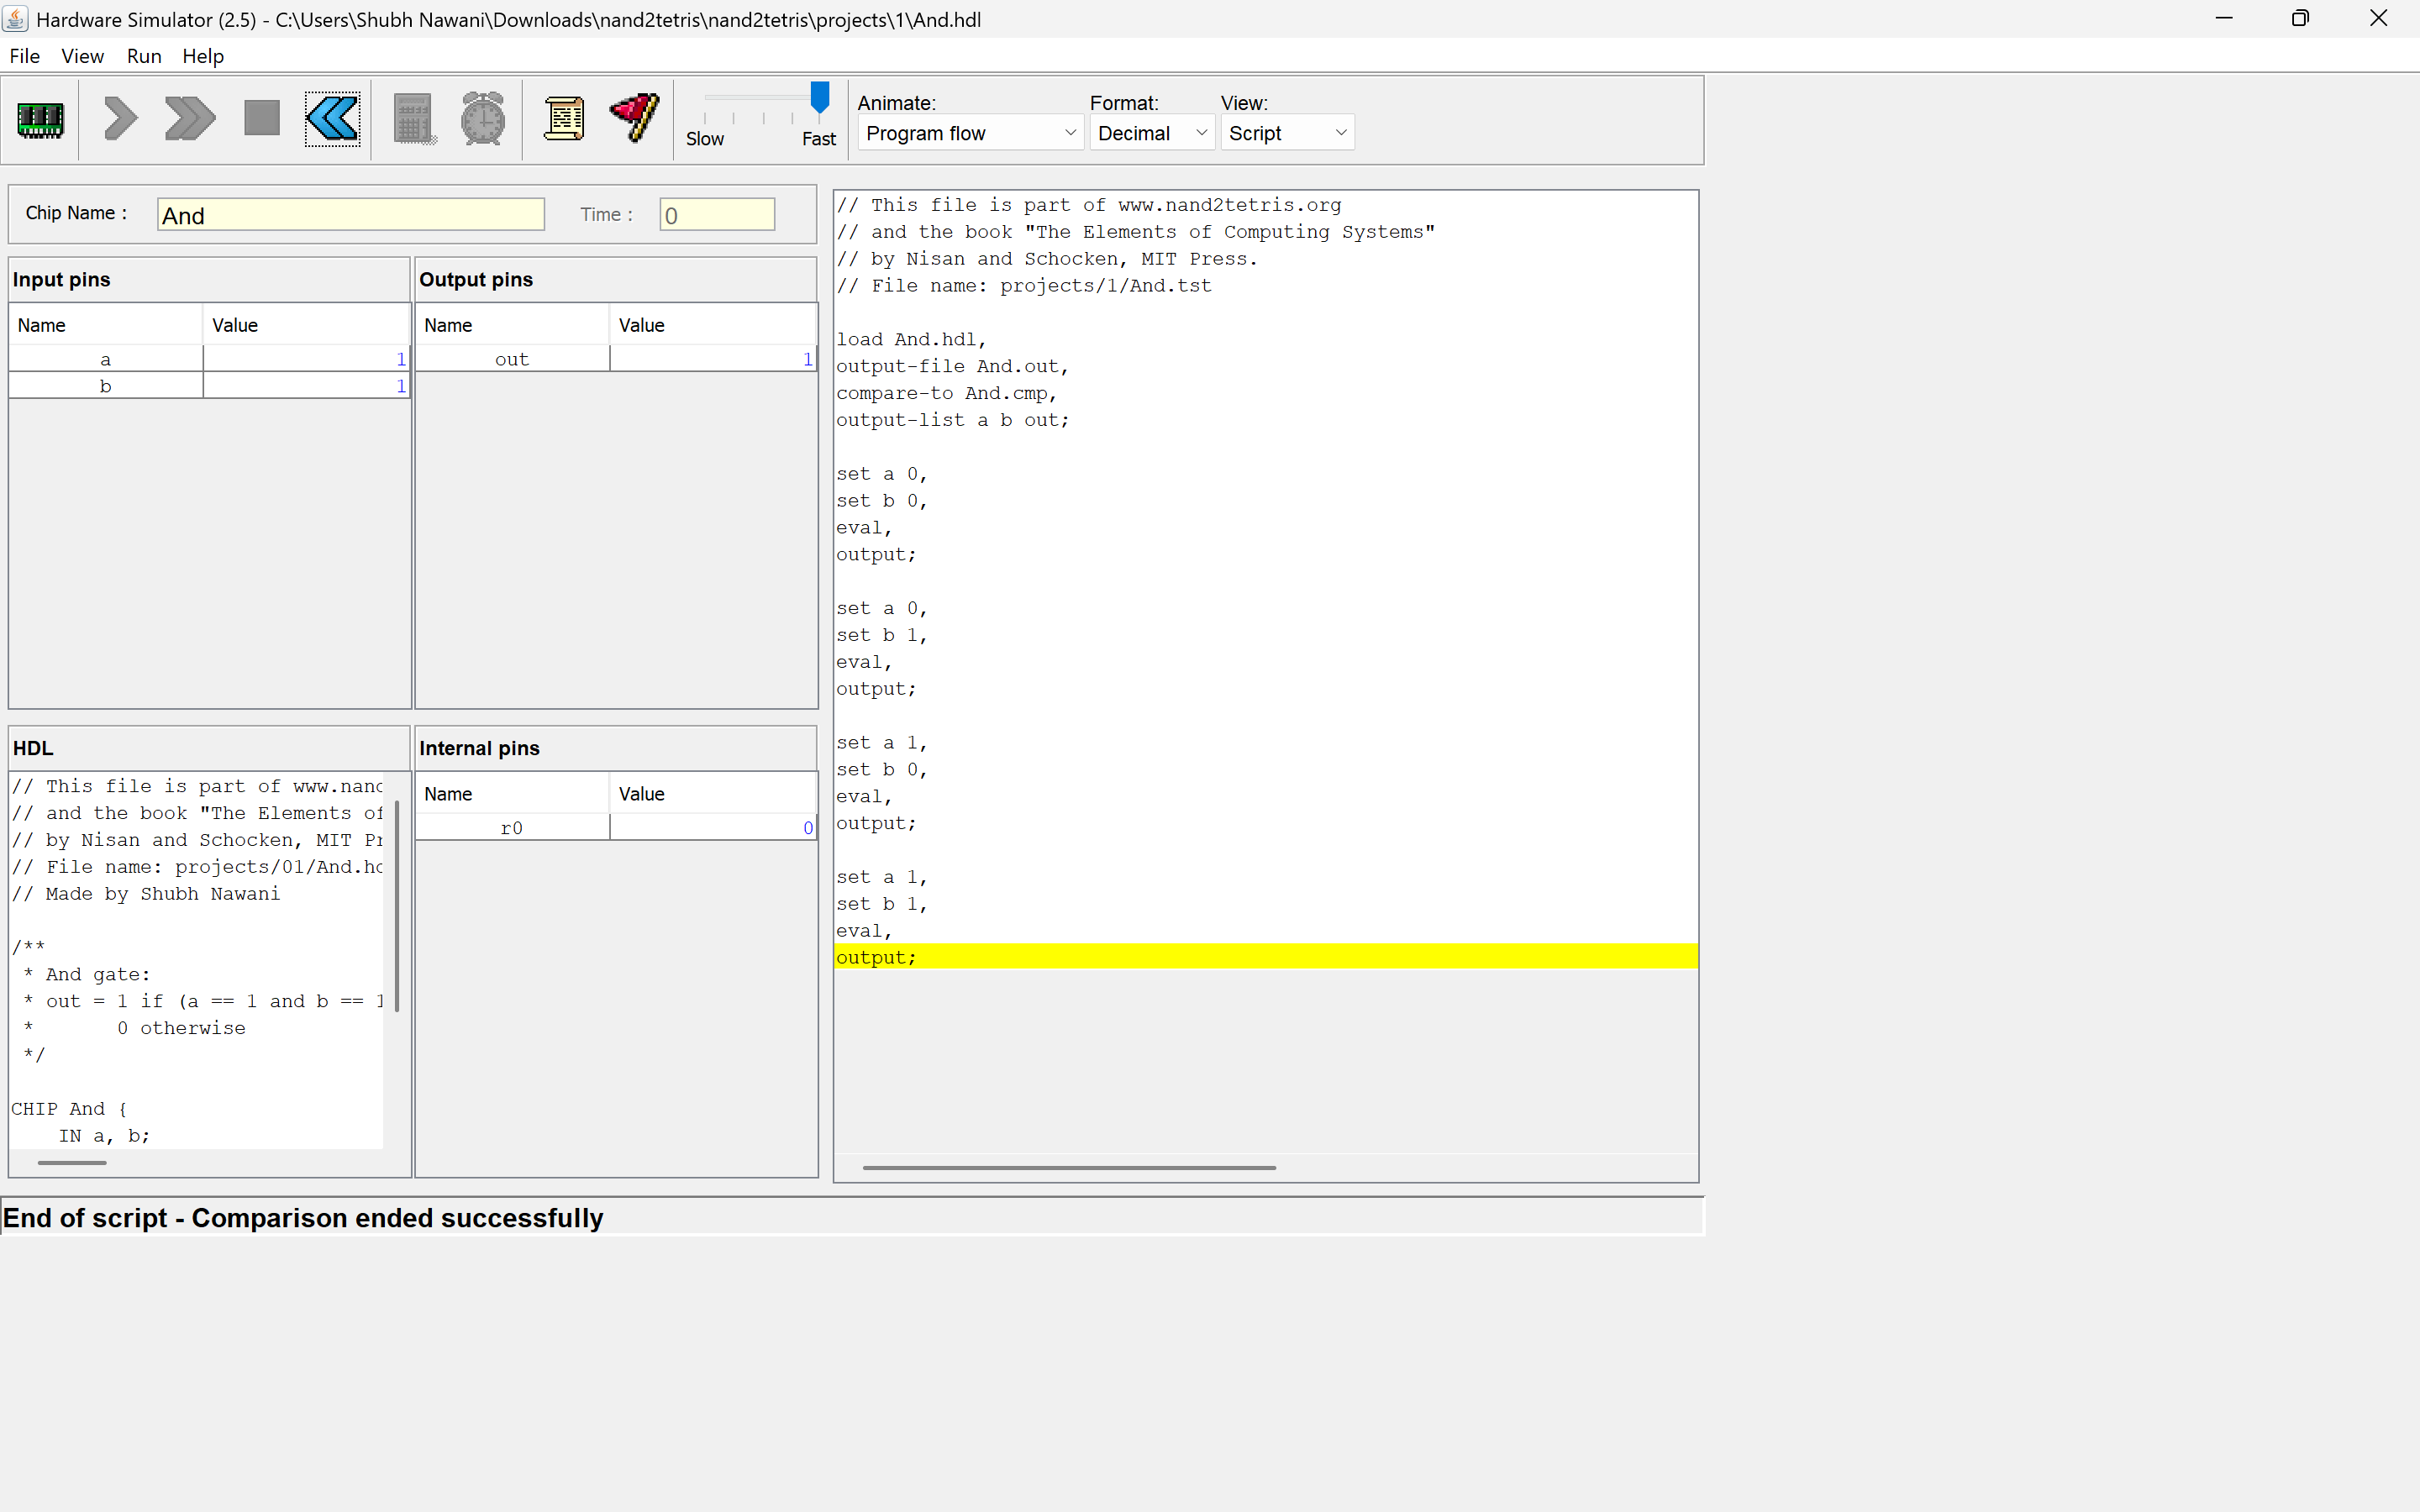 Hardware Simulator (2.5) - C:\Users\Shubh Nawani\Downloads\nand2tetris\nand2tetris\projects\1\And.hdl
File View Run Help
Slow Fast
Animate: Format: View:
Program flow Decimal Script
Chip Name : And Time : 0
Input pins
Name Value
a 1
b 1
Output pins
Name Value
out 1
HDL
// This file is part of www.nand
// and the book "The Elements of
// by Nisan and Schocken, MIT Pr
// File name: projects/01/And.hd
// Made by Shubh Nawani
/**
* And gate:
* out = 1 if (a == 1 and b == 1
* 0 otherwise
*/
CHIP And {
IN a, b;
Internal pins
Name Value
r0 0
// This file is part of www.nand2tetris.org
// and the book "The Elements of Computing Systems"
// by Nisan and Schocken, MIT Press.
// File name: projects/1/And.tst
load And.hdl,
output-file And.out,
compare-to And.cmp,
output-list a b out;
set a 0,
set b 0,
eval,
output;
set a 0,
set b 1,
eval,
output;
set a 1,
set b 0,
eval,
output;
set a 1,
set b 1,
eval,
output;
End of script - Comparison ended successfully